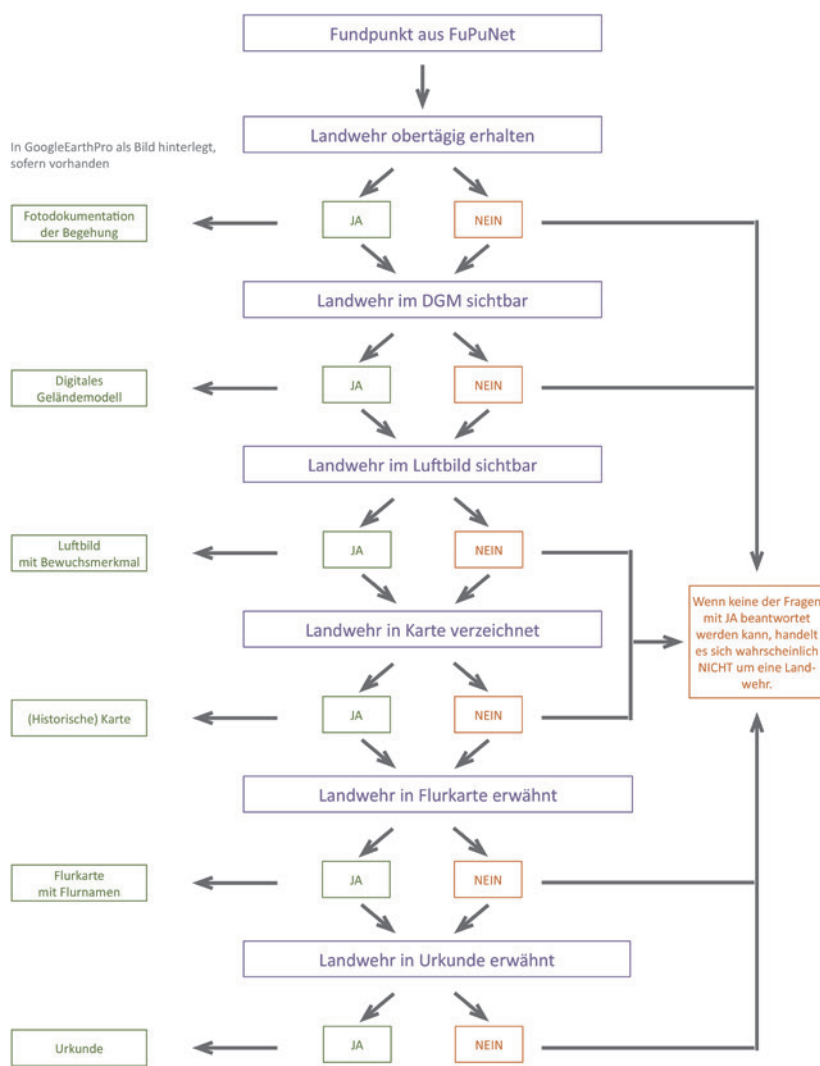 Fundpunkt aus FuPuNet
Landwehr obertägig erhalten
In GoogleEarthPro als Bild hinterlegt,
sofern vorhanden
Fotodokumentation
der Begehung
JA
NEIN
Landwehr im DGM sichtbar
Digitales
Geländemodell
JA
NEIN
Landwehr im Luftbild sichtbar
Luftbild
mit Bewuchsmerkmal
JA
NEIN
Landwehr in Karte verzeichnet
Wenn keine der Fragen
mit JA beantwortet
werden kann, handelt
es sich wahrscheinlich
NICHT um eine Land-
wehr.
(Historische) Karte
JA
NEIN
Landwehr in Flurkarte erwähnt
Flurkarte
mit Flurnamen
JA
NEIN
Landwehr in Urkunde erwähnt
Urkunde
JA
NEIN